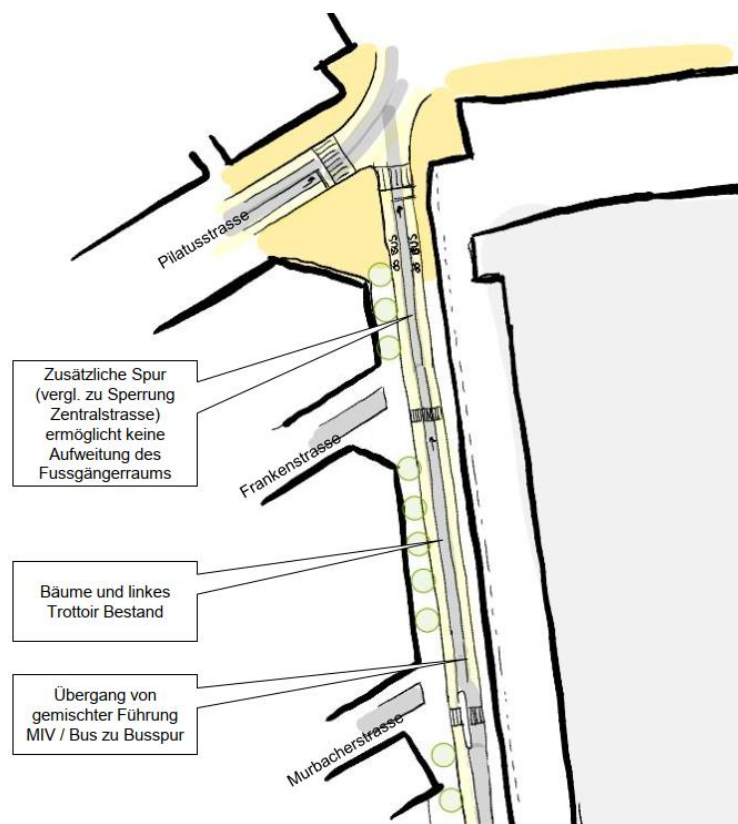 Pilatusstrasse
BUS
BUS
Zusätzliche Spur
(vergl. zu Sperrung
Zentralstrasse)
ermöglicht keine
Aufweitung des
Fussgängerraums
Frankenstrasse
Bäume und linkes
Trottoir Bestand
Übergang von
gemischter Führung
MIV / Bus zu Busspur
Murbacherstrasse